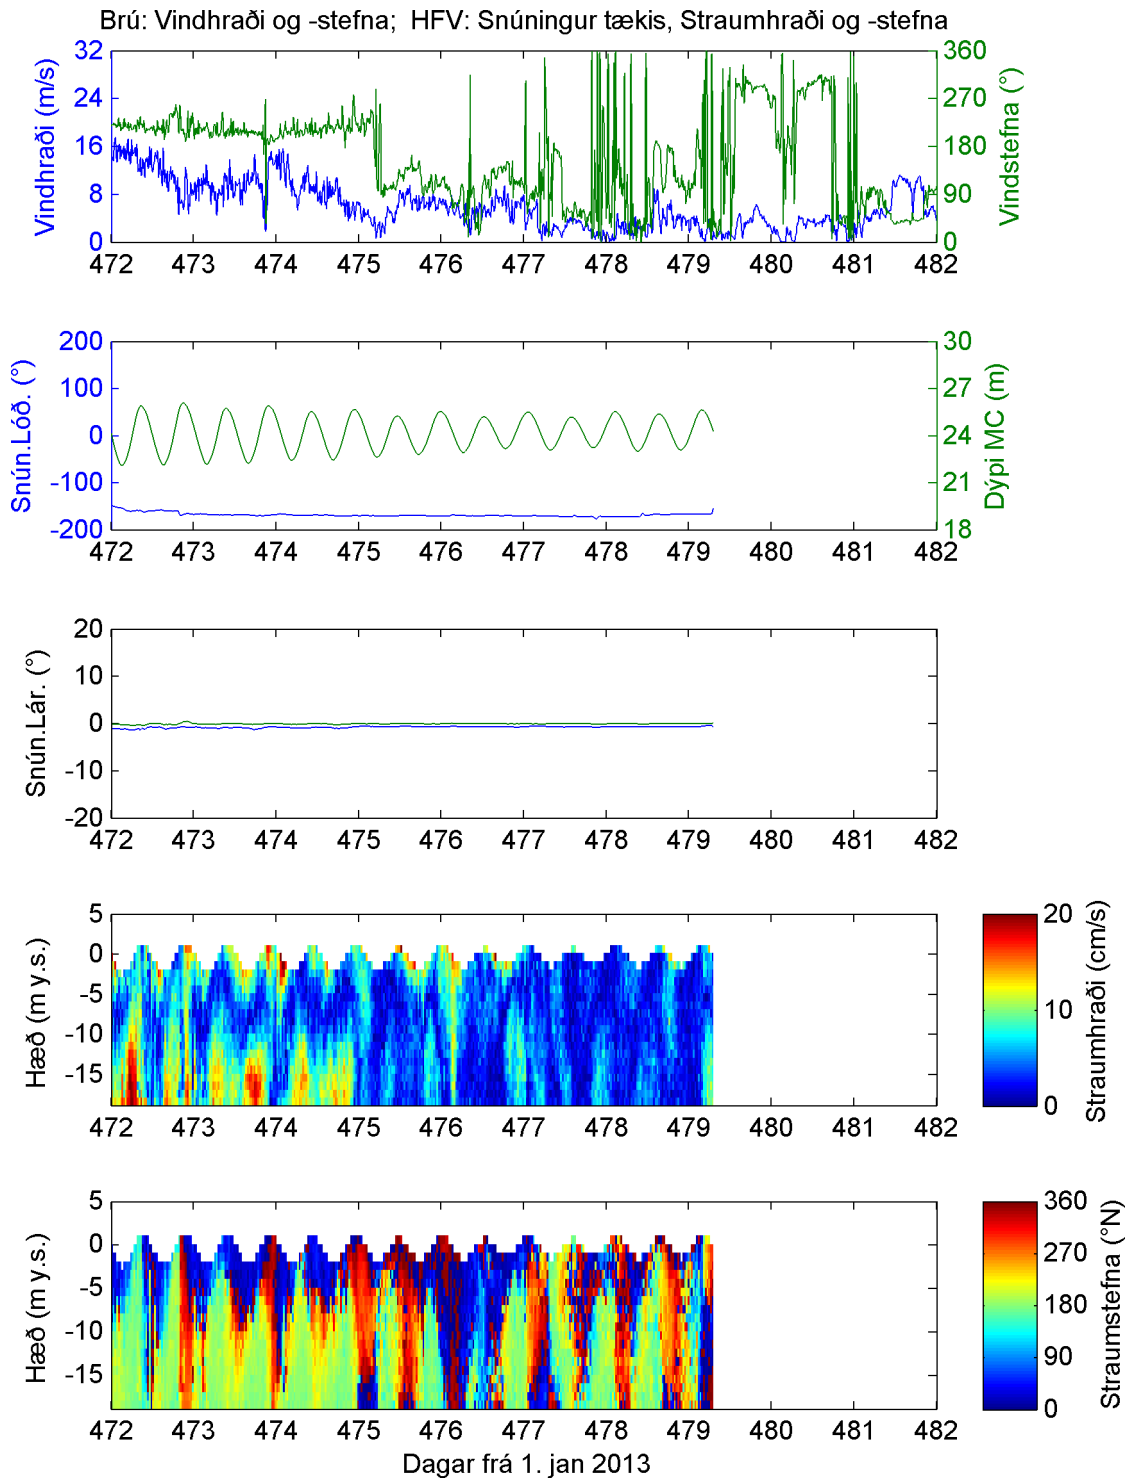 Brú: Vindhraði og -stefna;  HFV: Snúningur tækis, Straumhraði og -stefna
Vindhraði (m/s)
32
24
16
8
0
360
270
180
90
0
Vindstefna (°)
472 473 474 475 476 477 478 479 480 481 482
Snún.Lóð. (°)
200
100
0
-100
-200
30
27
24
21
18
Dýpi MC (m)
472 473 474 475 476 477 478 479 480 481 482
Snún.Lár. (°)
20
10
0
-10
-20
472 473 474 475 476 477 478 479 480 481 482
Hæð (m y.s.)
5
0
-5
-10
-15
472 473 474 475 476 477 478 479 480 481 482
20
10
0
Straumhraði (cm/s)
Hæð (m y.s.)
5
0
-5
-10
-15
472 473 474 475 476 477 478 479 480 481 482
360
270
180
90
0
Straumstefna (°N)
Dagar frá 1. jan 2013